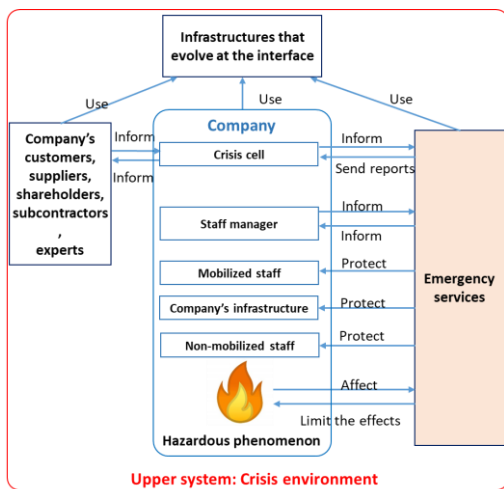 Infrastructures that
evolve at the interface
Use
Use
Use
Company's
customers,
suppliers,
shareholders,
subcontractors
,
experts
Inform
Inform
Company
Crisis cell
Inform
Send reports
Staff manager
Inform
Inform
Mobilized staff
Protect
Company's infrastructure
Protect
Non-mobilized staff
Protect
Emergency
services
Affect
Limit the effects
Hazardous phenomenon
Upper system: Crisis environment